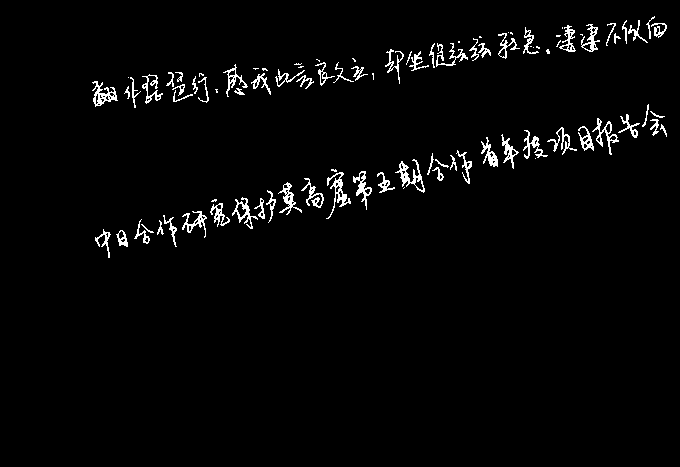 翻作琵琶行.感我此言良久立,却坐促弦弦转急.凄凄不似向
中日合作研究保护莫高窟第五期合作首年度项目报告会